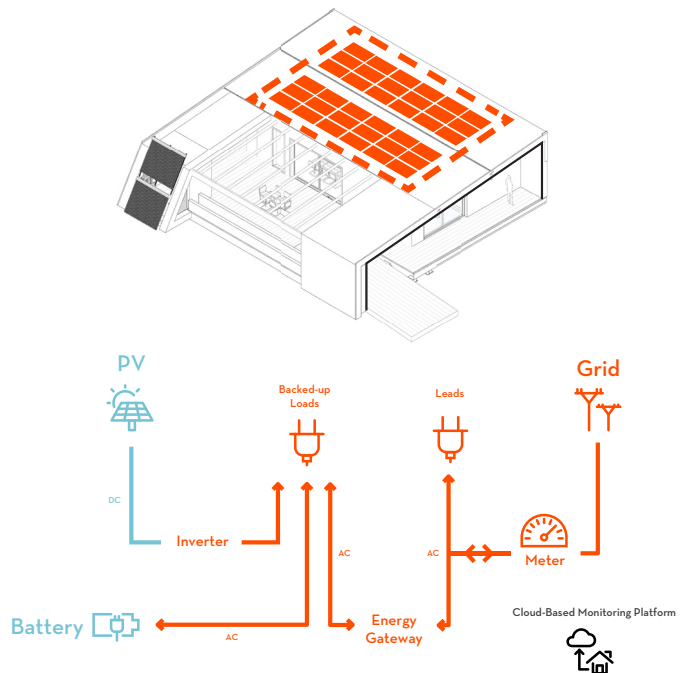 PV
Grid
Backed-up
Loads
Leads
DC
Inverter
AC
AC
Meter
Battery
AC
Energy
Gateway
Cloud-Based Monitoring Platform